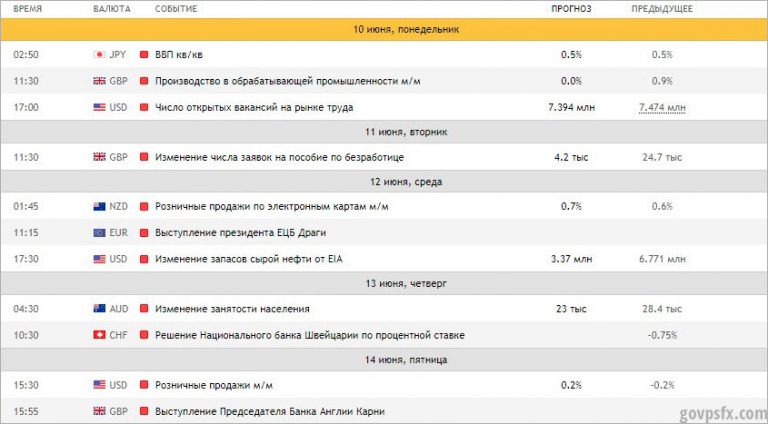 ВРЕМЯ ВАЛЮТА СОБЫТИЕ ПРОГНОЗ ПРЕДЫДУЩЕЕ
10 июня, понедельник
02:50 JPY ВВП кв/кв 0.5% 0.5%
11:30 GBP Производство в обрабатывающей промышленности м/м 0.0% 0.9%
17:00 USD Число открытых вакансий на рынке труда 7.394 млн 7.474 млн
11 июня, вторник
11:30 GBP Изменение числа заявок на пособие по безработице 4.2 тыс 24.7 тыс
12 июня, среда
01:45 NZD Розничные продажи по электронным картам м/м 0.7% 0.6%
11:15 EUR Выступление президента ЕЦБ Драги
17:30 USD Изменение запасов сырой нефти от EIA 3.37 млн 6.771 млн
13 июня, четверг
04:30 AUD Изменение занятости населения 23 тыс 28.4 тыс
10:30 CHF Решение Национального банка Швейцарии по процентной ставке -0.75%
14 июня, пятница
15:30 USD Розничные продажи м/м 0.2% -0.2%
15:55 GBP Выступление Председателя Банка Англии Карни
govpsfx.com